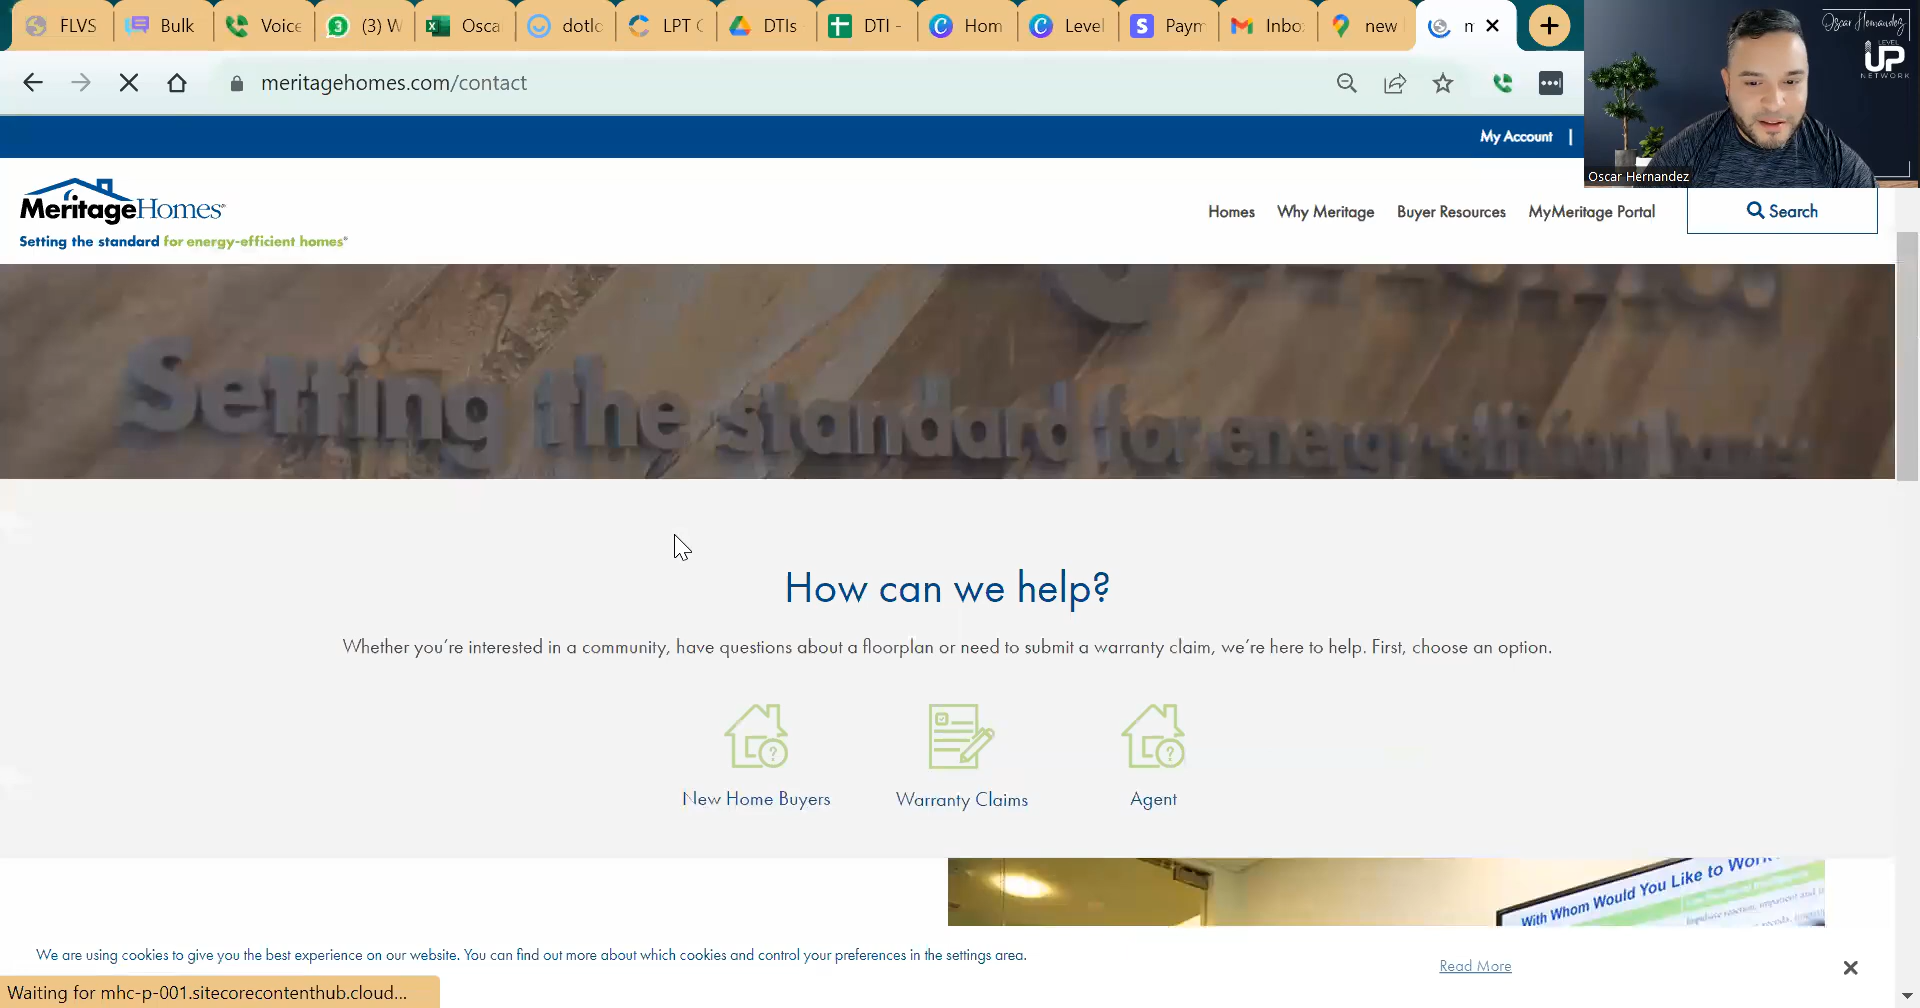 FLVS
Bulk
Voice
(3) W
Osca
dotlo
LPT C
DTIs
DTI -
Hom
Level
Paym
Inbo
new
n
meritagehomes.com/contact
Oscar Hernandez
LEVEL
UP
NETWORK
Oscar Hernandez
My Account |
MeritageHomes®
Setting the standard for energy-efficient homes®
Homes
Why Meritage
Buyer Resources
MyMeritage Portal
Search
Setting the standard for energy-efficient homes
How can we help?
Whether you’re interested in a community, have questions about a floorplan or need to submit a warranty claim, we’re here to help. First, choose an option.
New Home Buyers
Warranty Claims
Agent
With Whom Would You Like to Work
We are using cookies to give you the best experience on our website. You can find out more about which cookies and control your preferences in the settings area.
Read More
Waiting for mhc-p-001.sitecorecontenthub.cloud...